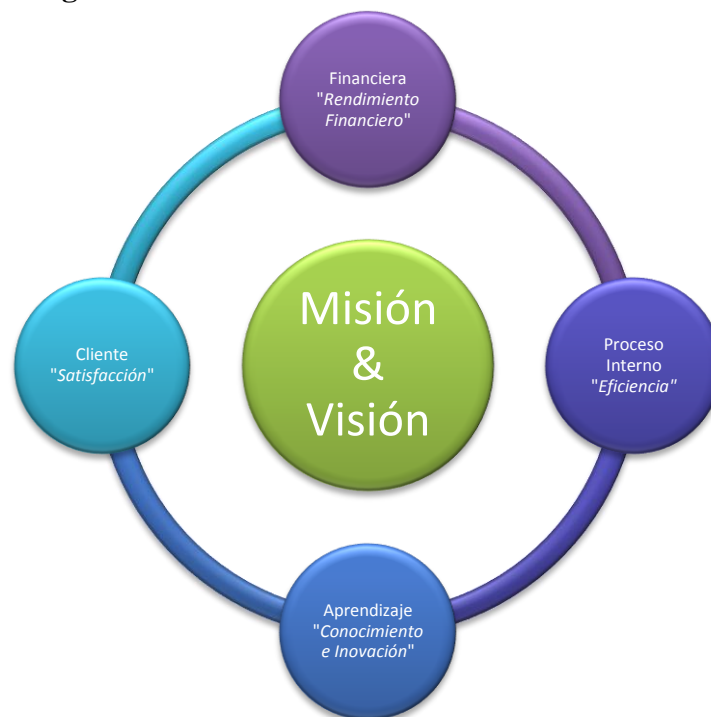 Financiera
"Rendimiento
Financiero"
Misión
&
Visión
Cliente
"Satisfacción"
Proceso
Interno
"Eficiencia"
Aprendizaje
"Conocimiento
e Inovación"